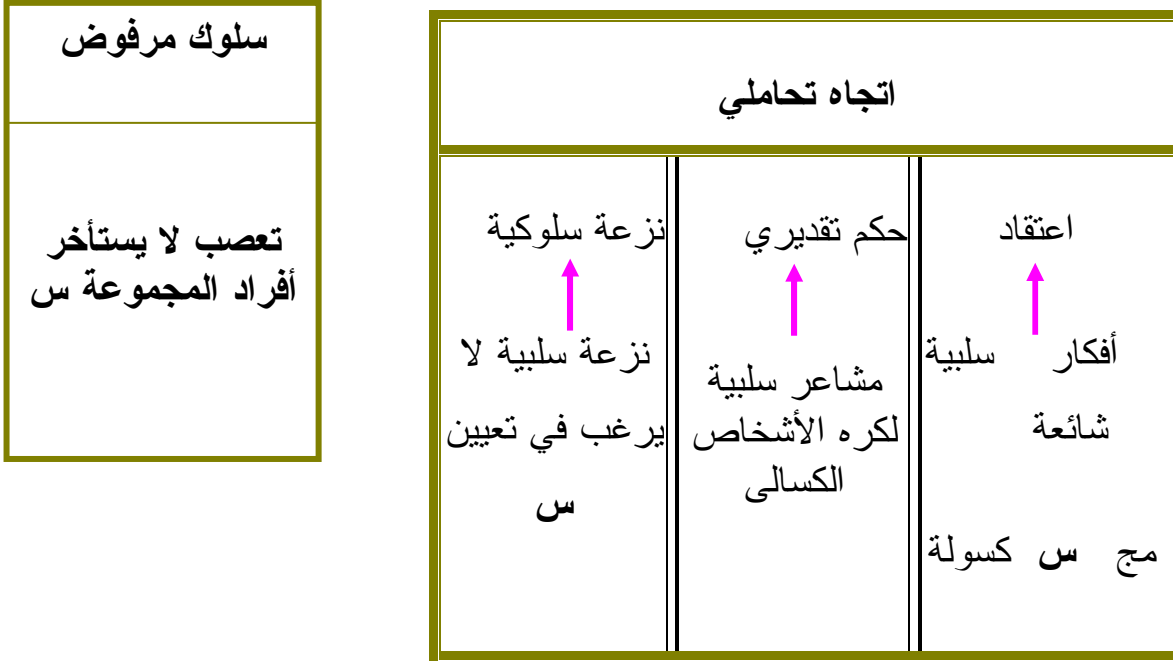 اتجاه تحاملي
اعتقاد
أفكار سلبية
شائعة
مج س كسولة
حكم تقديري
مشاعر سلبية
لكره الأشخاص
الكسالى
نزعة سلوكية
نزعة سلبية لا
يرغب في تعيين
س
سلوك مرفوض
تعصب لا يستأخر
أفراد المجموعة س